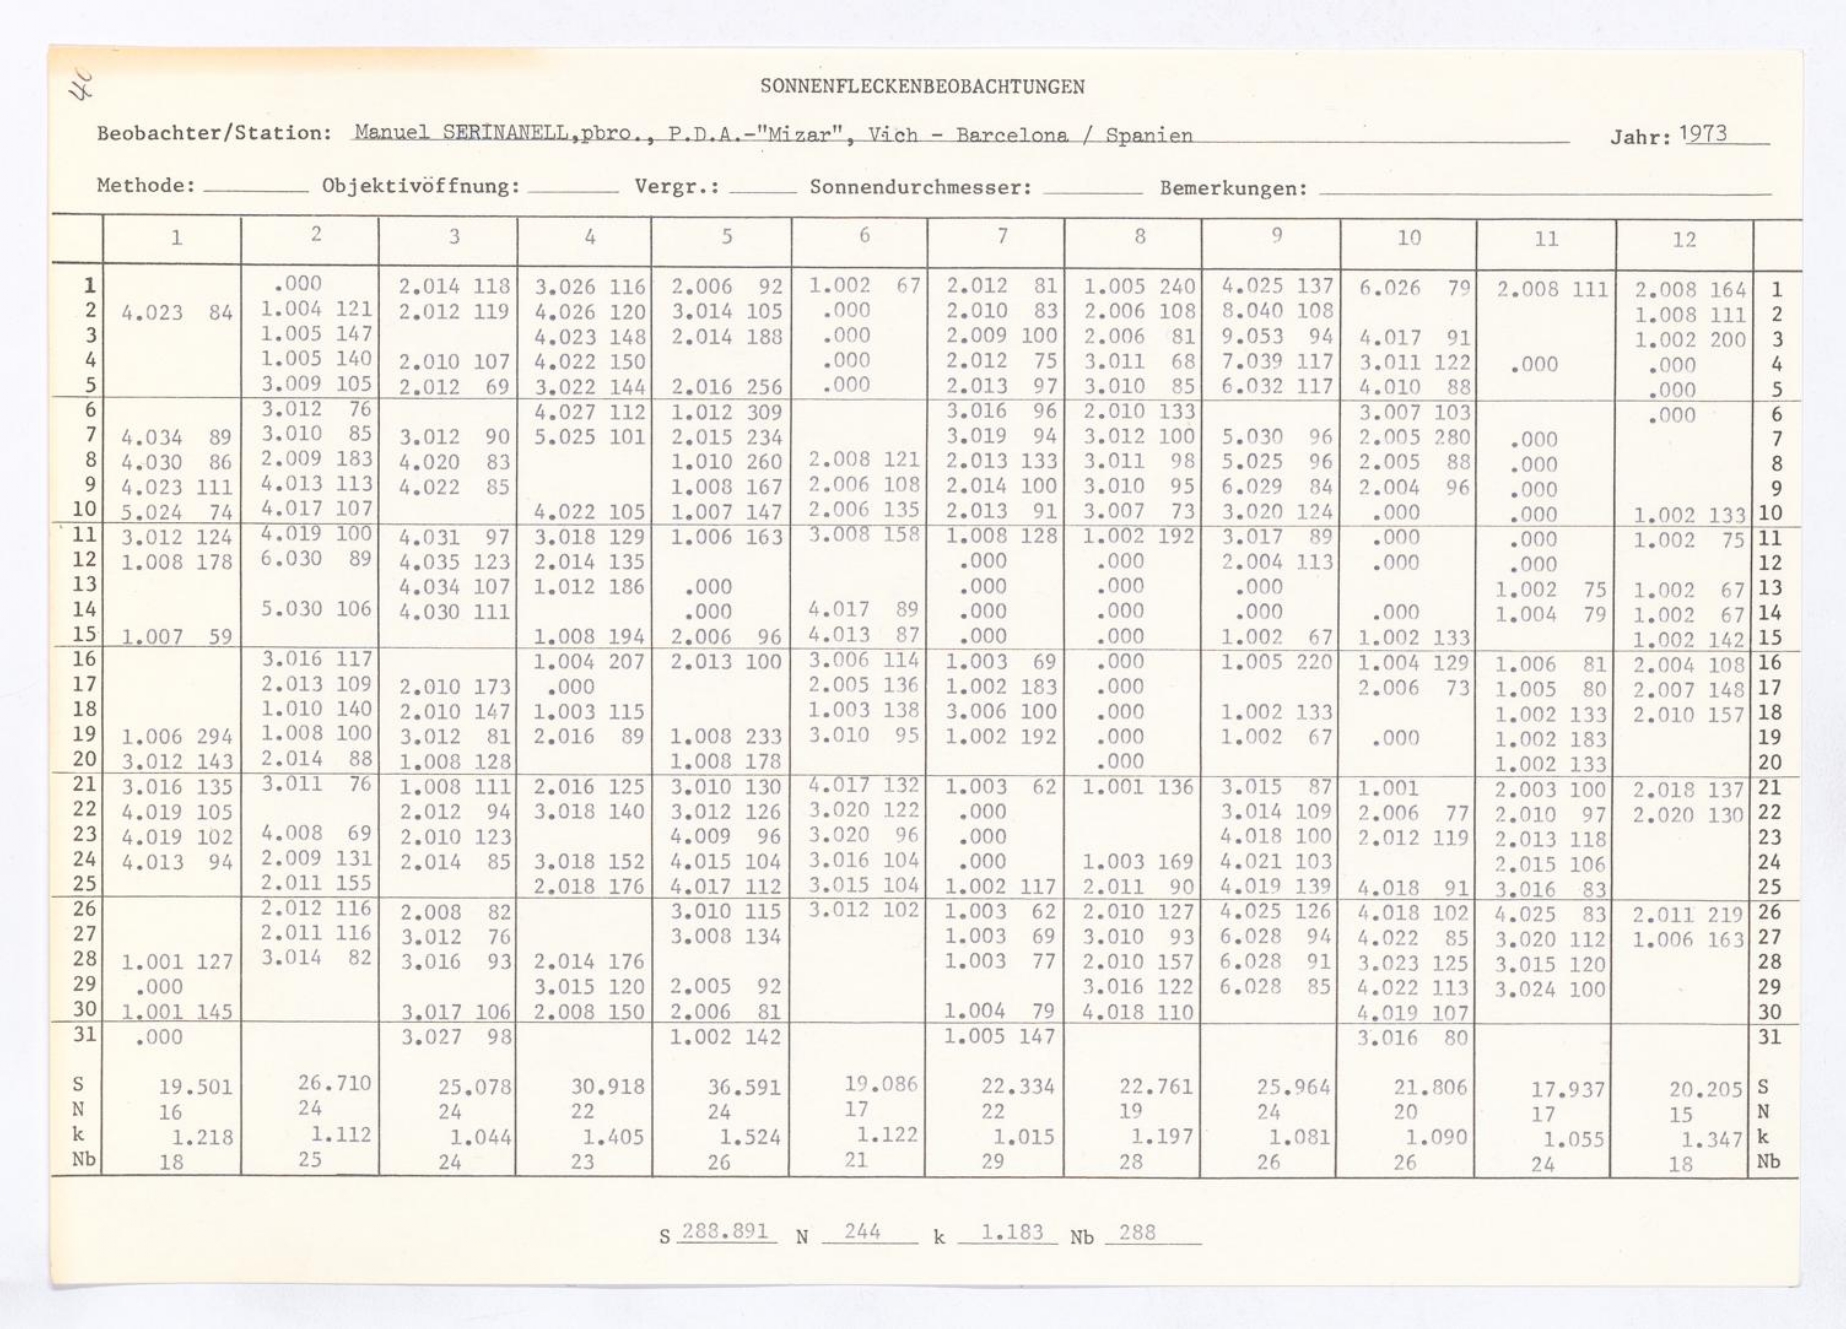 40
SONNENFLECKENBEOBACHTUNGEN
Beobachter/Station: Manuel SERINANELL,pbro., P.D.A.-"Mizar", Vich - Barcelona / Spanien Jahr: 1973
Methode: Objektivöffnung: Vergr.: Sonnendurchmesser: Bemerkungen:
1 2 3 4 5 6 7 8 9 10 11 12
1 .000 2.014 118 3.026 116 2.006 92 1.002 67 2.012 81 1.005 240 4.025 137 6.026 79 2.008 111 2.008 164 1
2 4.023 84 1.004 121 2.012 119 4.026 120 3.014 105 .000 2.010 83 2.006 108 8.040 108 1.008 111 2
3 1.005 147 4.023 148 2.014 188 .000 2.009 100 2.006 81 9.053 94 4.017 91 1.002 200 3
4 1.005 140 2.010 107 4.022 150 .000 2.012 75 3.011 68 7.039 117 3.011 122 .000 .000 4
5 3.009 105 2.012 69 3.022 144 2.016 256 .000 2.013 97 3.010 85 6.032 117 4.010 88 .000 5
6 3.012 76 4.027 112 1.012 309 3.016 96 2.010 133 3.007 103 .000 6
7 4.034 89 3.010 85 3.012 90 5.025 101 2.015 234 3.019 94 3.012 100 5.030 96 2.005 280 .000 7
8 4.030 86 2.009 183 4.020 83 1.010 260 2.008 121 2.013 133 3.011 98 5.025 96 2.005 88 .000 8
9 4.023 111 4.013 113 4.022 85 1.008 167 2.006 108 2.014 100 3.010 95 6.029 84 2.004 96 .000 9
10 5.024 74 4.017 107 4.022 105 1.007 147 2.006 135 2.013 91 3.007 73 3.020 124 .000 .000 1.002 133 10
11 3.012 124 4.019 100 4.031 97 3.018 129 1.006 163 3.008 158 1.008 128 1.002 192 3.017 89 .000 .000 1.002 75 11
12 1.008 178 6.030 89 4.035 123 2.014 135 .000 .000 2.004 113 .000 .000 12
13 4.034 107 1.012 186 .000 .000 .000 .000 1.002 75 1.002 67 13
14 5.030 106 4.030 111 .000 4.017 89 .000 .000 .000 .000 1.004 79 1.002 67 14
15 1.007 59 1.008 194 2.006 96 4.013 87 .000 .000 1.002 67 1.002 133 1.002 142 15
16 3.016 117 1.004 207 2.013 100 3.006 114 1.003 69 .000 1.005 220 1.004 129 1.006 81 2.004 108 16
17 2.013 109 2.010 173 .000 2.005 136 1.002 183 .000 2.006 73 1.005 80 2.007 148 17
18 1.010 140 2.010 147 1.003 115 1.003 138 3.006 100 .000 1.002 133 1.002 133 2.010 157 18
19 1.006 294 1.008 100 3.012 81 2.016 89 1.008 233 3.010 95 1.002 192 .000 1.002 67 .000 1.002 183 19
20 3.012 143 2.014 88 1.008 128 1.008 178 .000 1.002 133 20
21 3.016 135 3.011 76 1.008 111 2.016 125 3.010 130 4.017 132 1.003 62 1.001 136 3.015 87 1.001 2.003 100 2.018 137 21
22 4.019 105 2.012 94 3.018 140 3.012 126 3.020 122 .000 3.014 109 2.006 77 2.010 97 2.020 130 22
23 4.019 102 4.008 69 2.010 123 4.009 96 3.020 96 .000 4.018 100 2.012 119 2.013 118 23
24 4.013 94 2.009 131 2.014 85 3.018 152 4.015 104 3.016 104 .000 1.003 169 4.021 103 2.015 106 24
25 2.011 155 2.018 176 4.017 112 3.015 104 1.002 117 2.011 90 4.019 139 4.018 91 3.016 83 25
26 2.012 116 2.008 82 3.010 115 3.012 102 1.003 62 2.010 127 4.025 126 4.018 102 4.025 83 2.011 219 26
27 2.011 116 3.012 76 3.008 134 1.003 69 3.010 93 6.028 94 4.022 85 3.020 112 1.006 163 27
28 1.001 127 3.014 82 3.016 93 2.014 176 1.003 77 2.010 157 6.028 91 3.023 125 3.015 120 28
29 .000 3.015 120 2.005 92 3.016 122 6.028 85 4.022 113 3.024 100 29
30 1.001 145 3.017 106 2.008 150 2.006 81 1.004 79 4.018 110 4.019 107 30
31 .000 3.027 98 1.002 142 1.005 147 3.016 80 31
S 19.501 26.710 25.078 30.918 36.591 19.086 22.334 22.761 25.964 21.806 17.937 20.205 S
N 16 24 24 22 24 17 22 19 24 20 17 15 N
k 1.218 1.112 1.044 1.405 1.524 1.122 1.015 1.197 1.081 1.090 1.055 1.347 k
Nb 18 25 24 23 26 21 29 28 26 26 24 18 Nb
S 288.891 N 244 k 1.183 Nb 288